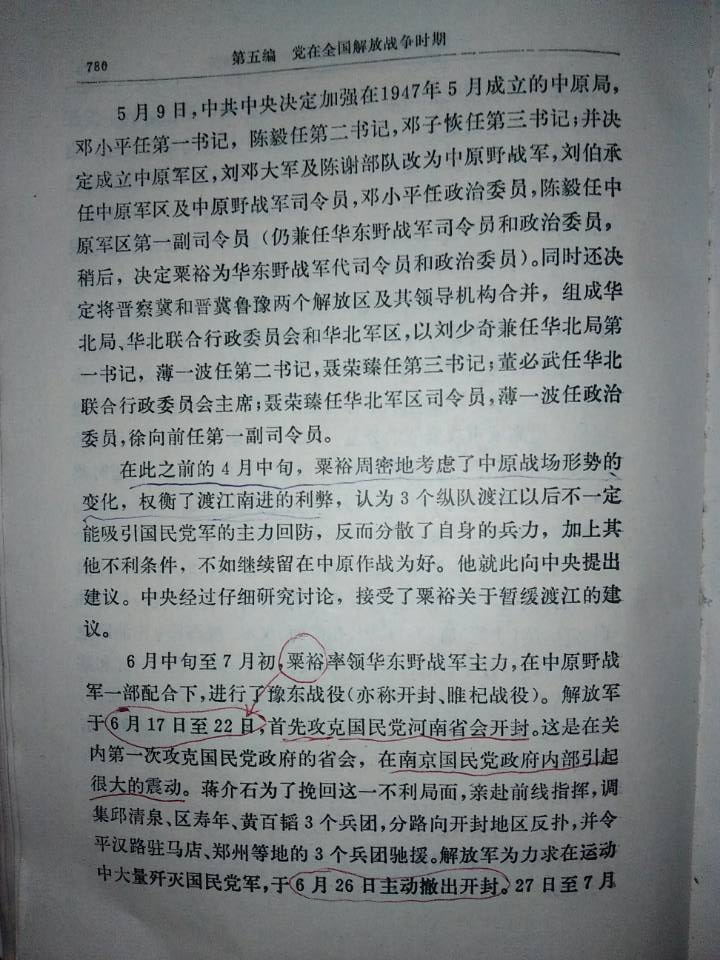 780
第五编 党在全国解放战争时期
5月9日，中共中央决定加强在1947年5月成立的中原局，
邓小平任第一书记，陈毅任第二书记，邓子恢任第三书记；并决
定成立中原军区，刘邓大军及陈谢部队改为中原野战军，刘伯承
任中原军区及中原野战军司令员，邓小平任政治委员，陈毅任中
原军区第一副司令员（仍兼任华东野战军司令员和政治委员，
稍后，决定粟裕为华东野战军代司令员和政治委员）。同时还决
定将晋察冀和晋冀鲁豫两个解放区及其领导机构合并，组成华
北局、华北联合行政委员会和华北军区，以刘少奇兼任华北局第
一书记，薄一波任第二书记，聂荣臻任第三书记；董必武任华北
联合行政委员会主席；聂荣臻任华北军区司令员，薄一波任政治
委员，徐向前任第一副司令员。
在此之前的4月中旬，粟裕周密地考虑了中原战场形势的
变化，权衡了渡江南进的利弊，认为3个纵队渡江以后不一定
能吸引国民党军的主力回防，反而分散了自身的兵力，加上其
他不利条件，不如继续留在中原作战为好。他就此向中央提出
建议。中央经过仔细研究讨论，接受了粟裕关于暂缓渡江的建
议。
6月中旬至7月初，粟裕率领华东野战军主力，在中原野战
军一部配合下，进行了豫东战役（亦称开封、睢杞战役）。解放军
于6月17日至22日，首先攻克国民党河南省会开封。这是在关
内第一次攻克国民党政府的省会，在南京国民党政府内部引起
很大的震动。蒋介石为了挽回这一不利局面，亲赴前线指挥，调
集邱清泉、区寿年、黄百韬3个兵团，分路向开封地区反扑，并令
平汉路驻马店、郑州等地的3个兵团驰援。解放军为力求在运动
中大量歼灭国民党军，于6月26日主动撤出开封。27日至7月